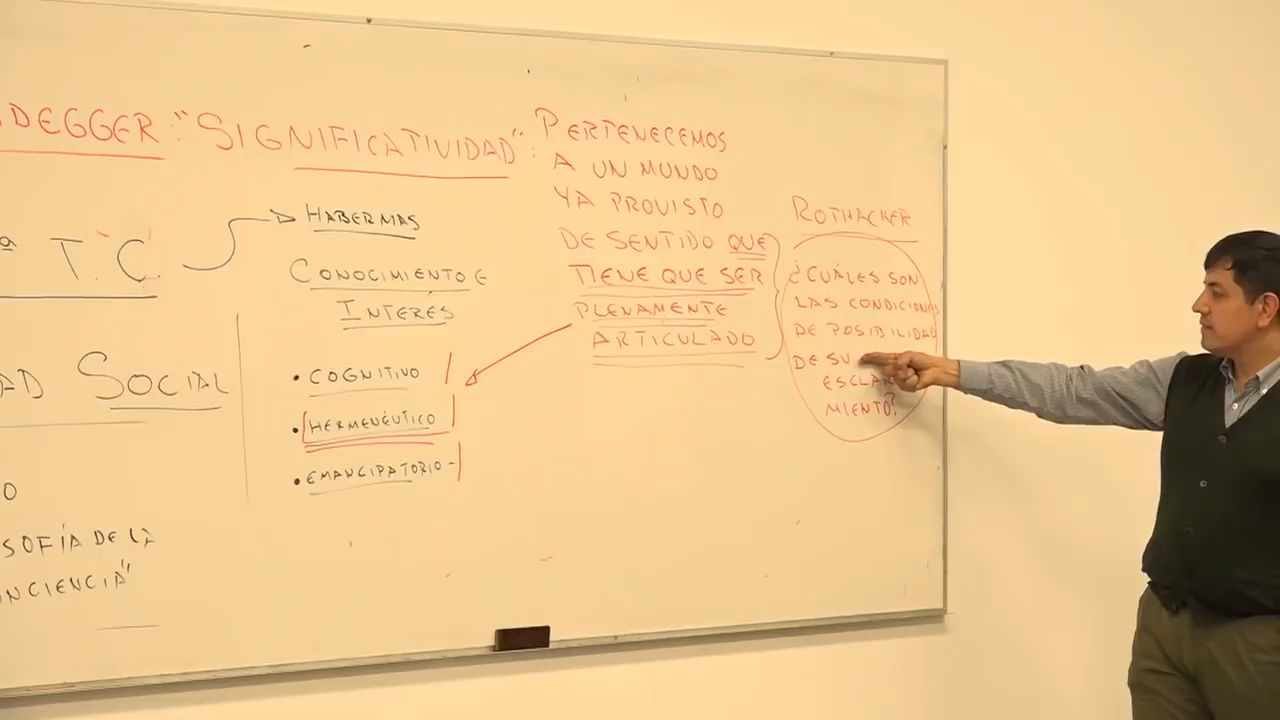 DEGGER: "SIGNIFICATIVIDAD":
PERTENECEMOS
A UN MUNDO
YA PROVISTO
DE SENTIDO QUE
TIENE QUE SER
PLENAMENTE
ARTICULADO
ª T.C.
HABERMAS
CONOCIMIENTO E
INTERÉS
• COGNITIVO
• HERMENÉUTICO
• EMANCIPATORIO -
AD SOCIAL
O
SOFÍA DE LA
NCIENCIA"
ROTHACKER
¿CUÁLES SON
LAS CONDICIONES
DE POSIBILIDAD
DE SU
ESCLAR
MIENTO?